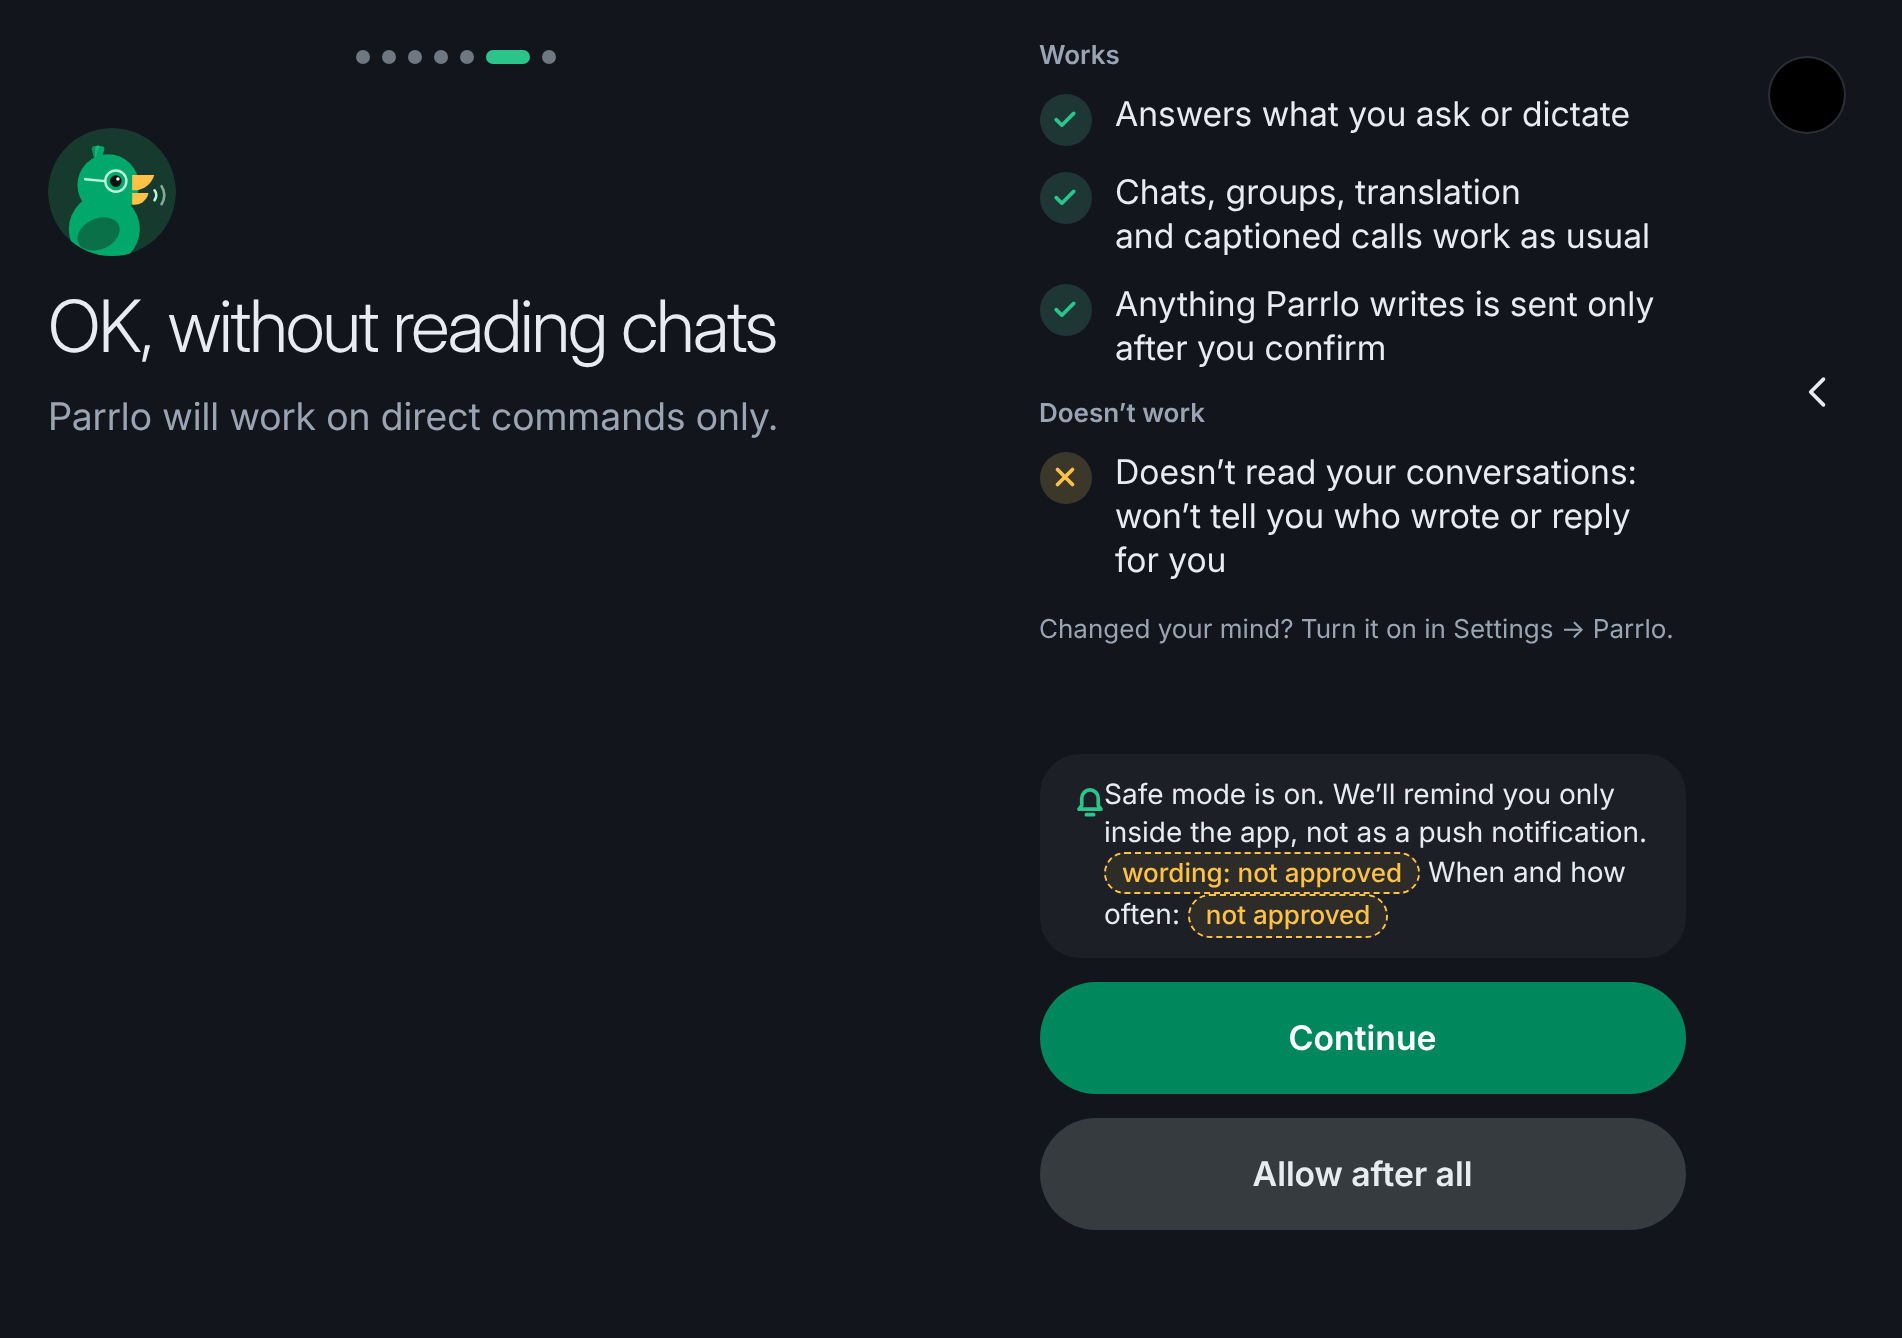 OK, without reading chats
Parrlo will work on direct commands only.
Works
Answers what you ask or dictate
Chats, groups, translation
and captioned calls work as usual
Anything Parrlo writes is sent only
after you confirm
Doesn’t work
Doesn’t read your conversations:
won’t tell you who wrote or reply
for you
Changed your mind? Turn it on in Settings → Parrlo.
Safe mode is on. We’ll remind you only
inside the app, not as a push notification.
wording: not approved When and how
often: not approved
Continue
Allow after all